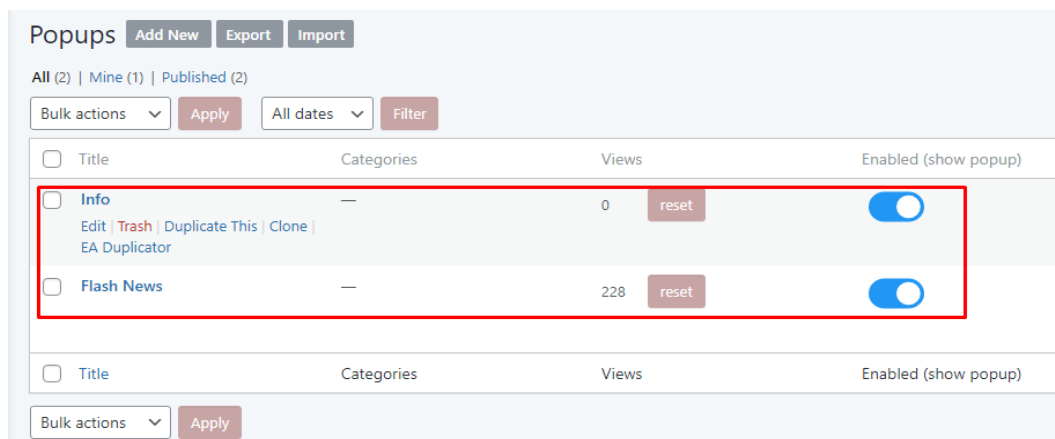 Popups Add New Export Import
All (2) | Mine (1) | Published (2)
Bulk actions Apply All dates Filter
Title Categories Views Enabled (show popup)
Info — 0 reset
Edit | Trash | Duplicate This | Clone |
EA Duplicator
Flash News — 228 reset
Title Categories Views Enabled (show popup)
Bulk actions Apply